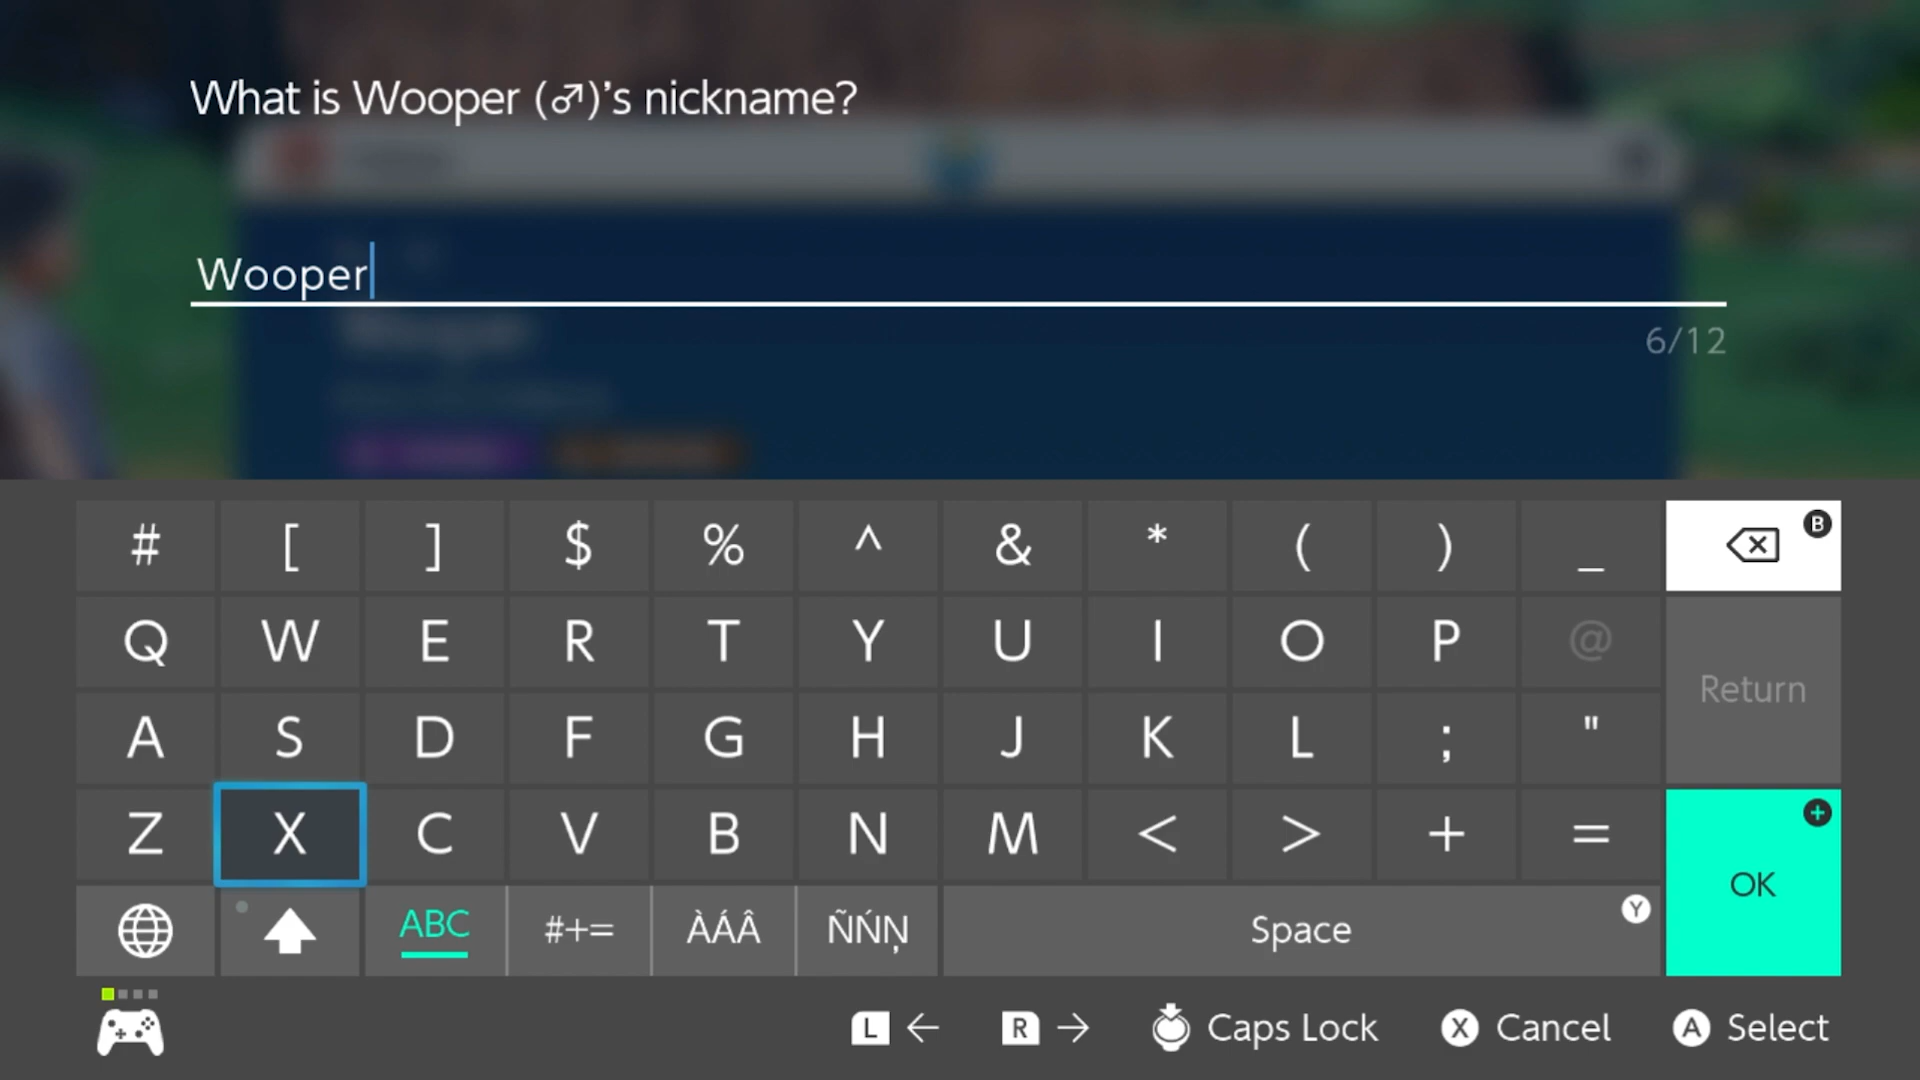 What is Wooper (♂)'s nickname?
Wooper
6/12
# [ ] $ % ^ & * ( ) _ B
Q W E R T Y U I O P @
Return
A S D F G H J K L ; "
Z X C V B N M < > + = +
OK
ABC #+= ÀÁÂ ÑŃŅ Space Y
L ← R → Caps Lock X Cancel A Select